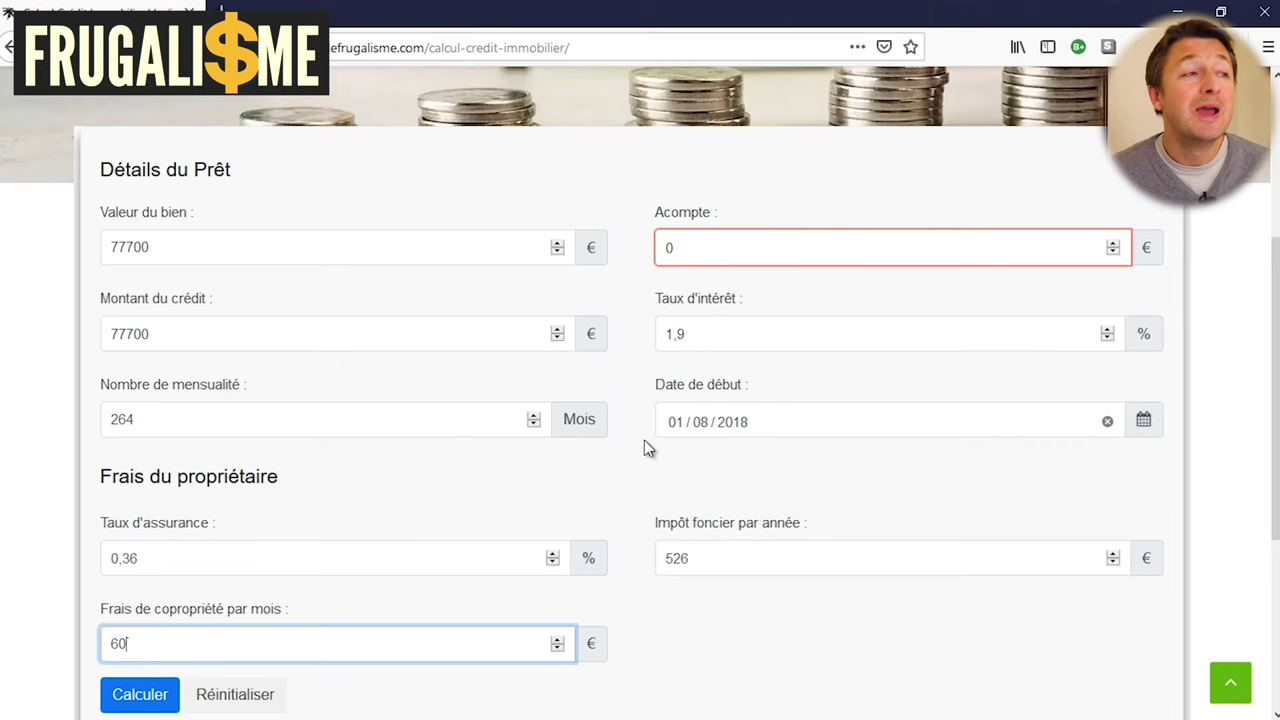 FRUGALI$ME
efrugalisme.com/calcul-credit-immobilier/
Détails du Prêt
Valeur du bien :
Acompte :
77700
€
0
€
Montant du crédit :
Taux d'intérêt :
77700
€
1,9
%
Nombre de mensualité :
Date de début :
264
Mois
01 / 08 / 2018
Frais du propriétaire
Taux d'assurance :
Impôt foncier par année :
0,36
%
526
€
Frais de copropriété par mois :
60
€
Calculer
Réinitialiser